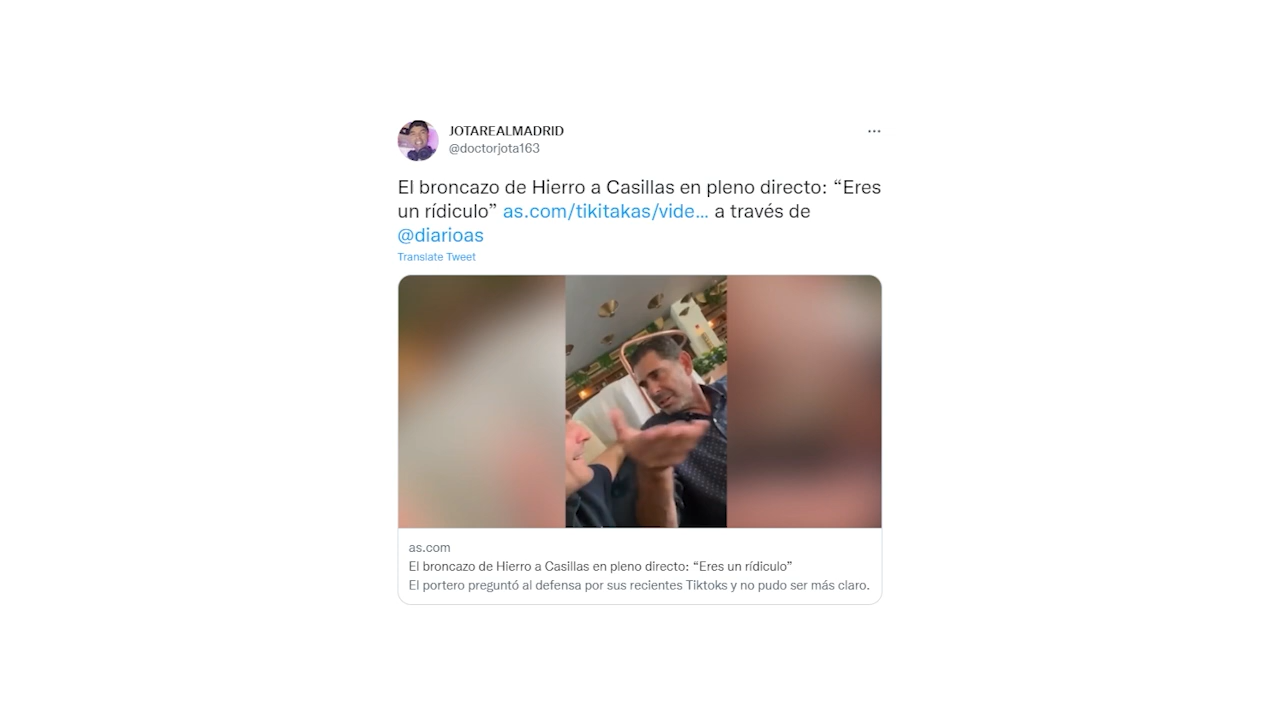 JOTAREALMADRID
@doctorjota163
El broncazo de Hierro a Casillas en pleno directo: “Eres
un rídiculo” as.com/tikitakas/vide... a través de
@diarioas
Translate Tweet
as.com
El broncazo de Hierro a Casillas en pleno directo: “Eres un rídiculo”
El portero preguntó al defensa por sus recientes Tiktoks y no pudo ser más claro.